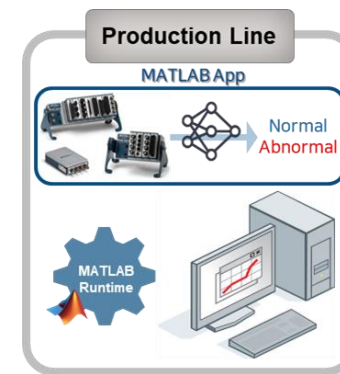 Production Line
MATLAB App
Normal
Abnormal
MATLAB
Runtime